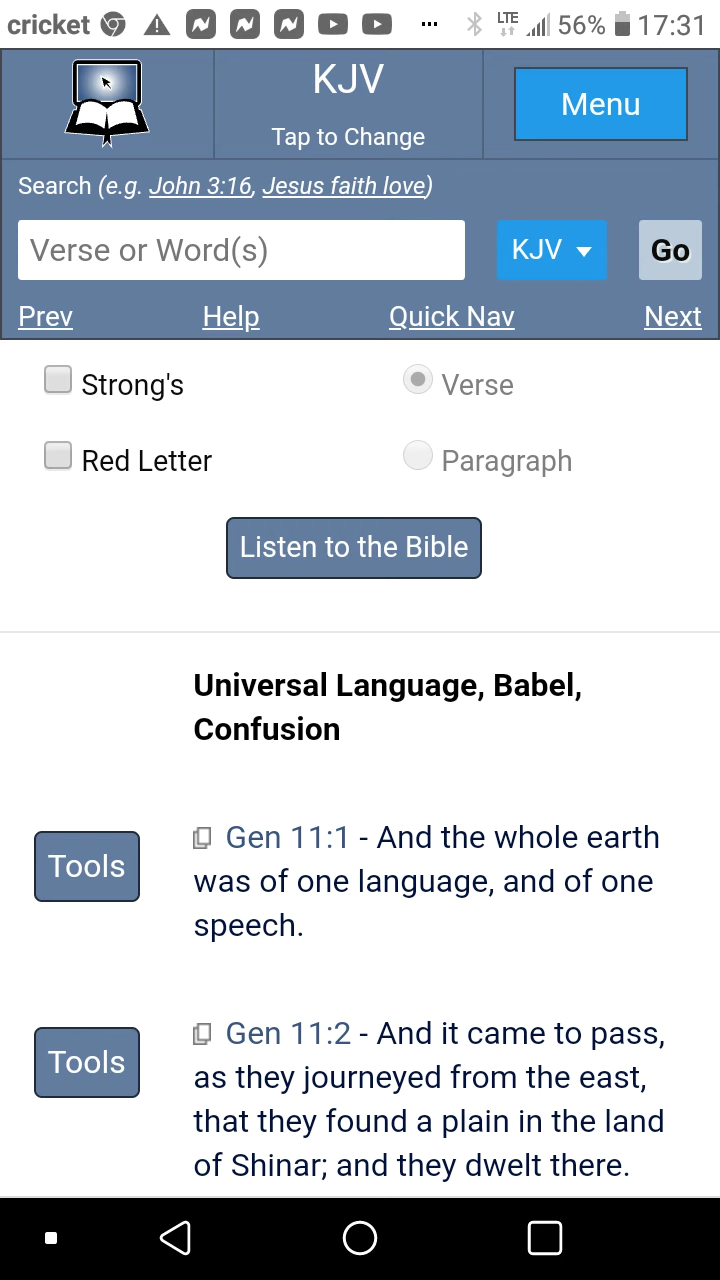 cricket LTE 56% 17:31
KJV
Tap to Change
Menu
Search (e.g. John 3:16, Jesus faith love)
Verse or Word(s) KJV Go
Prev Help Quick Nav Next
Strong's Verse
Red Letter Paragraph
Listen to the Bible
Universal Language, Babel,
Confusion
Tools
Gen 11:1 - And the whole earth
was of one language, and of one
speech.
Tools
Gen 11:2 - And it came to pass,
as they journeyed from the east,
that they found a plain in the land
of Shinar; and they dwelt there.